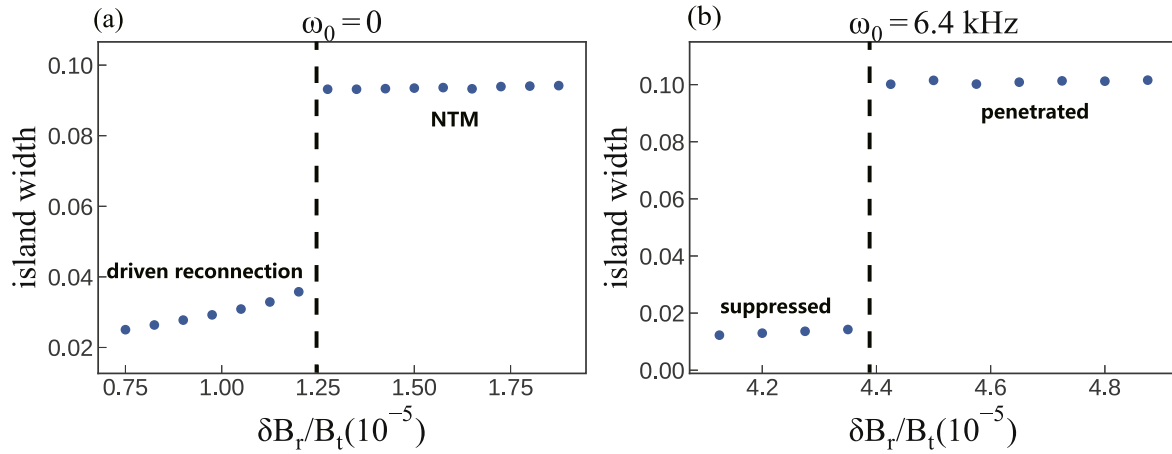 (a)
ω₀ = 0
island width
0.10
0.08
0.06
0.04
0.02
NTM
driven reconnection
0.75
1.00
1.25
1.50
1.75
δBᵣ/Bₜ(10⁻⁵)
(b)
ω₀ = 6.4 kHz
island width
0.10
0.08
0.06
0.04
0.02
0.00
penetrated
suppressed
4.2
4.4
4.6
4.8
δBᵣ/Bₜ(10⁻⁵)